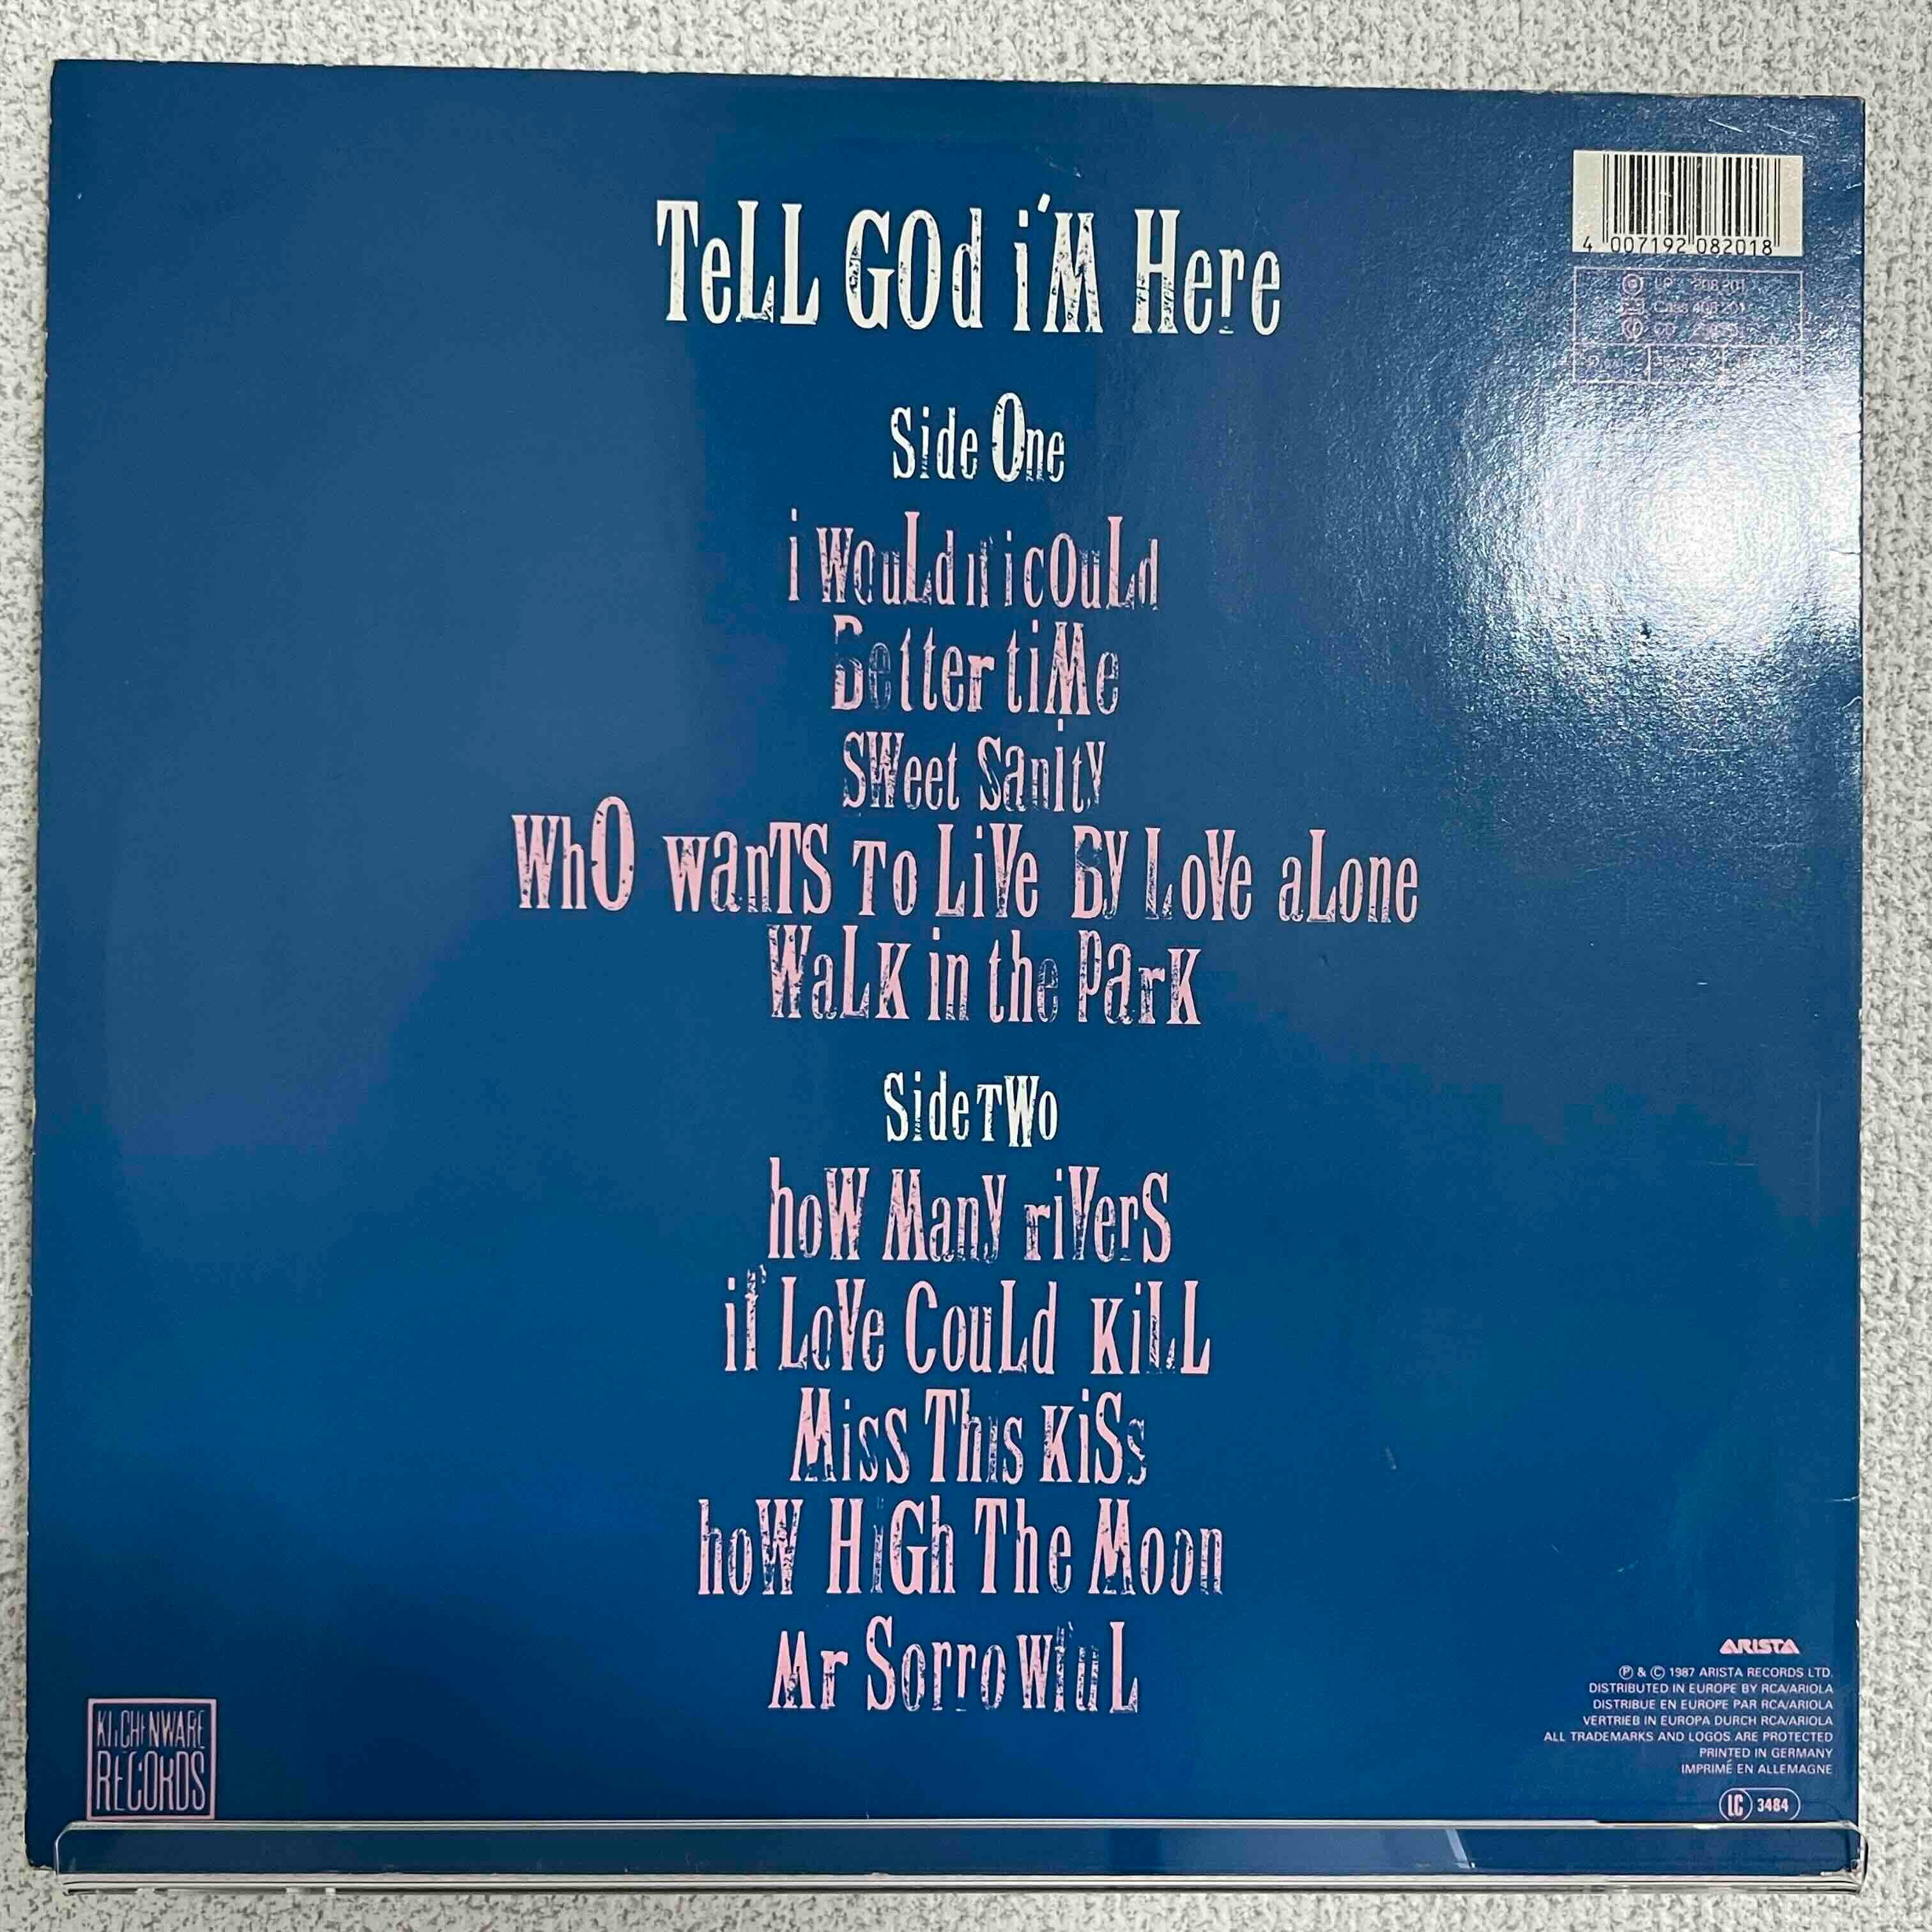 TeLL GOd i'M Here
4 007192 082018
Side One
i WouLd if i cOuLd
Better tiMe
SWeet Sanity
WhO wanTS To LiVe By LoVe aLone
WaLK in the ParK
Side TWo
hoW Many riVerS
if LoVe CouLd KiLL
Miss This KiSs
hoW HiGh The Moon
Mr SorroWfuL
KitCHeNWARE
RECORDS
ARISTA
℗ & © 1987 ARISTA RECORDS LTD.
DISTRIBUTED IN EUROPE BY RCA/ARIOLA
DISTRIBUE EN EUROPE PAR RCA/ARIOLA
VERTRIEB IN EUROPA DURCH RCA/ARIOLA
ALL TRADEMARKS AND LOGOS ARE PROTECTED
PRINTED IN GERMANY
IMPRIMÉ EN ALLEMAGNE
LC 3484